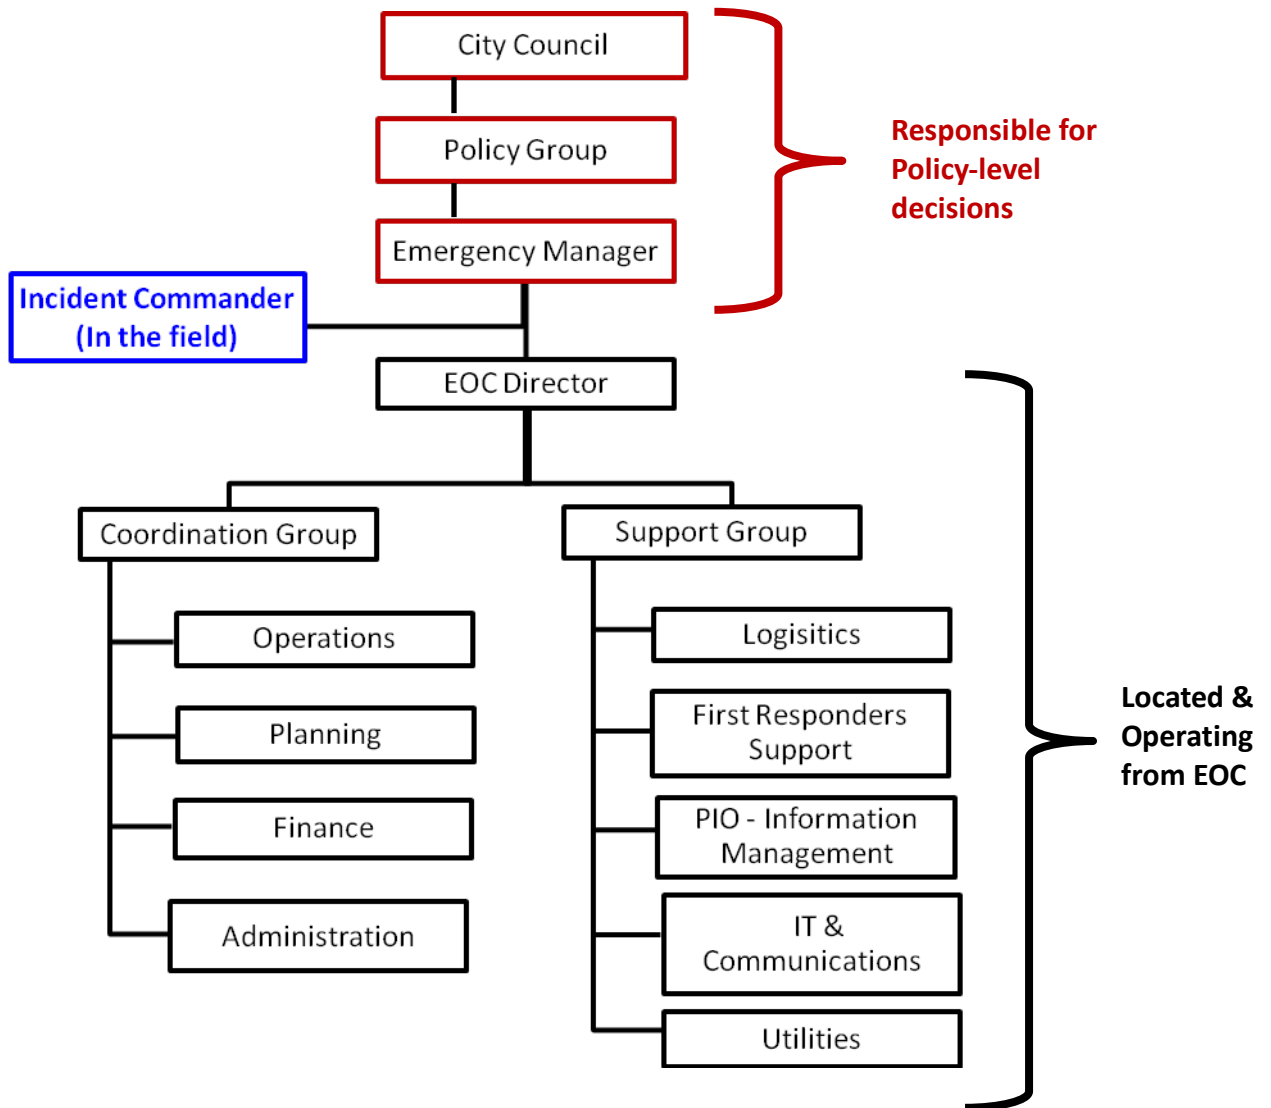 City Council
Policy Group
Emergency Manager
Responsible for
Policy-level
decisions
Incident Commander
(In the field)
EOC Director
Coordination Group
Operations
Planning
Finance
Administration
Support Group
Logisitics
First Responders
Support
PIO - Information
Management
IT &
Communications
Utilities
Located &
Operating
from EOC